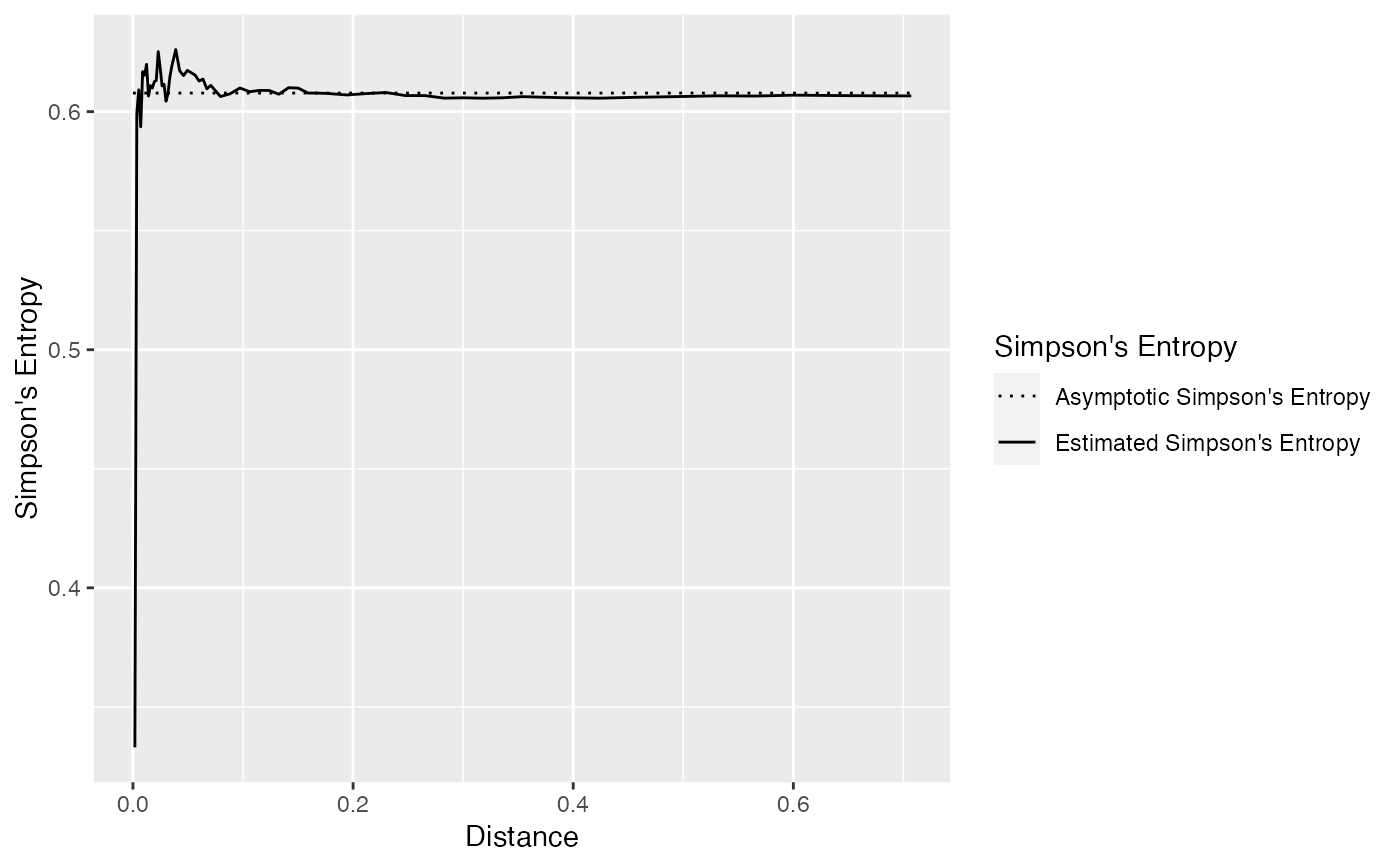 0.6
0.5
0.4
Simpson's Entropy
0.0 0.2 0.4 0.6
Distance
Simpson's Entropy
Asymptotic Simpson's Entropy
Estimated Simpson's Entropy